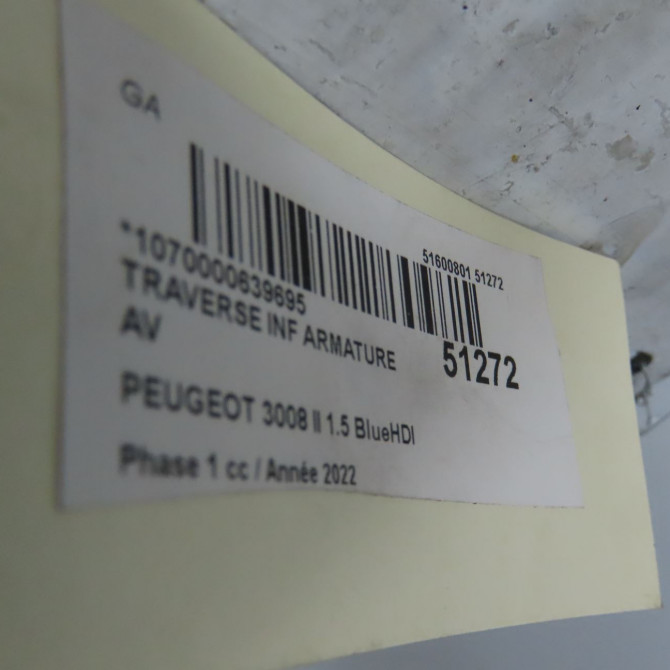 GA
51600801 51272
*1070000639695
TRAVERSE INF ARMATURE
AV
51272
PEUGEOT 3008 II 1.5 BlueHDI
Phase 1 cc / Année 2022